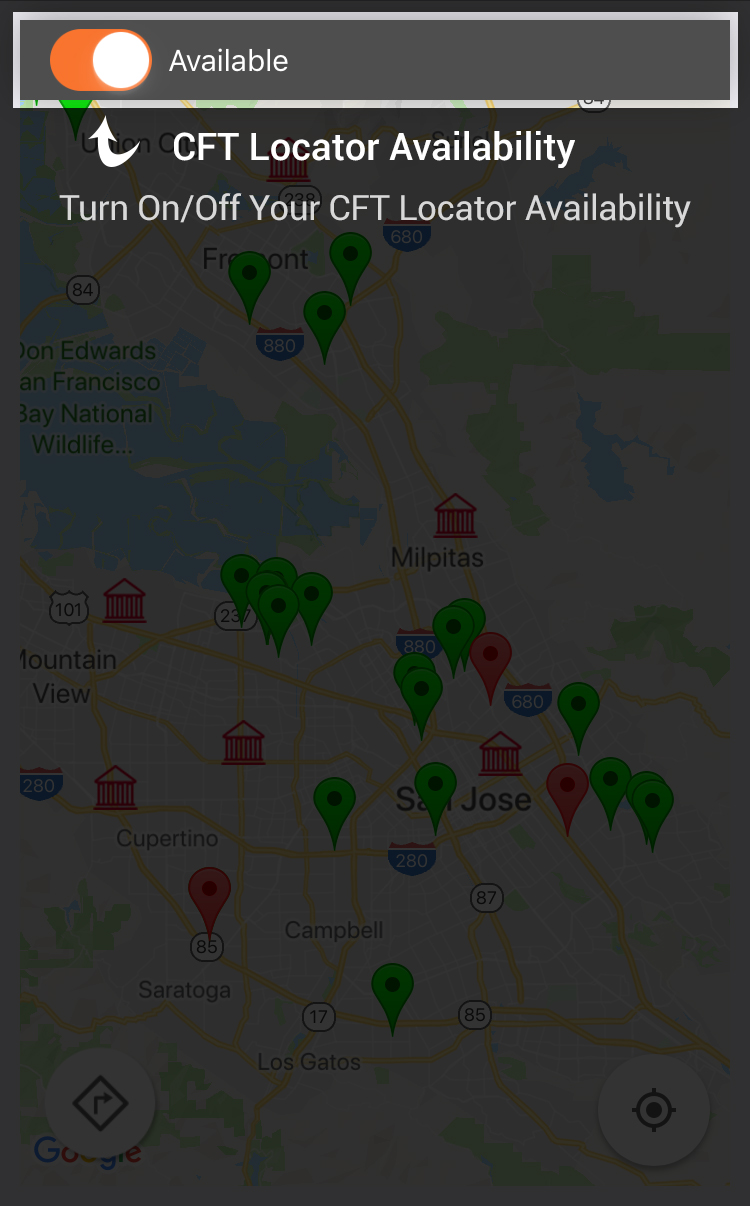 Available
84
Union Cit
CFT Locator Availability
238
Turn On/Off Your CFT Locator Availability
680
Fremont
84
880
Don Edwards
an Francisco
Bay National
Wildlife...
Milpitas
101
237
880
Mountain
View
680
280
San Jose
Cupertino
280
87
85
Campbell
Saratoga
17
85
Los Gatos
Google